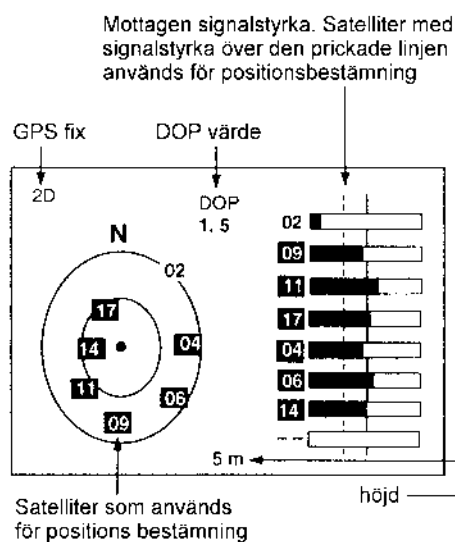 Mottagen signalstyrka. Satelliter med
signalstyrka över den prickade linjen
används för positionsbestämning
GPS fix
DOP värde
2D
DOP
1, 5
N
02
17
14
04
11
06
09
02
09
11
17
04
06
14
5 m
höjd
Satelliter som används
för positions bestämning